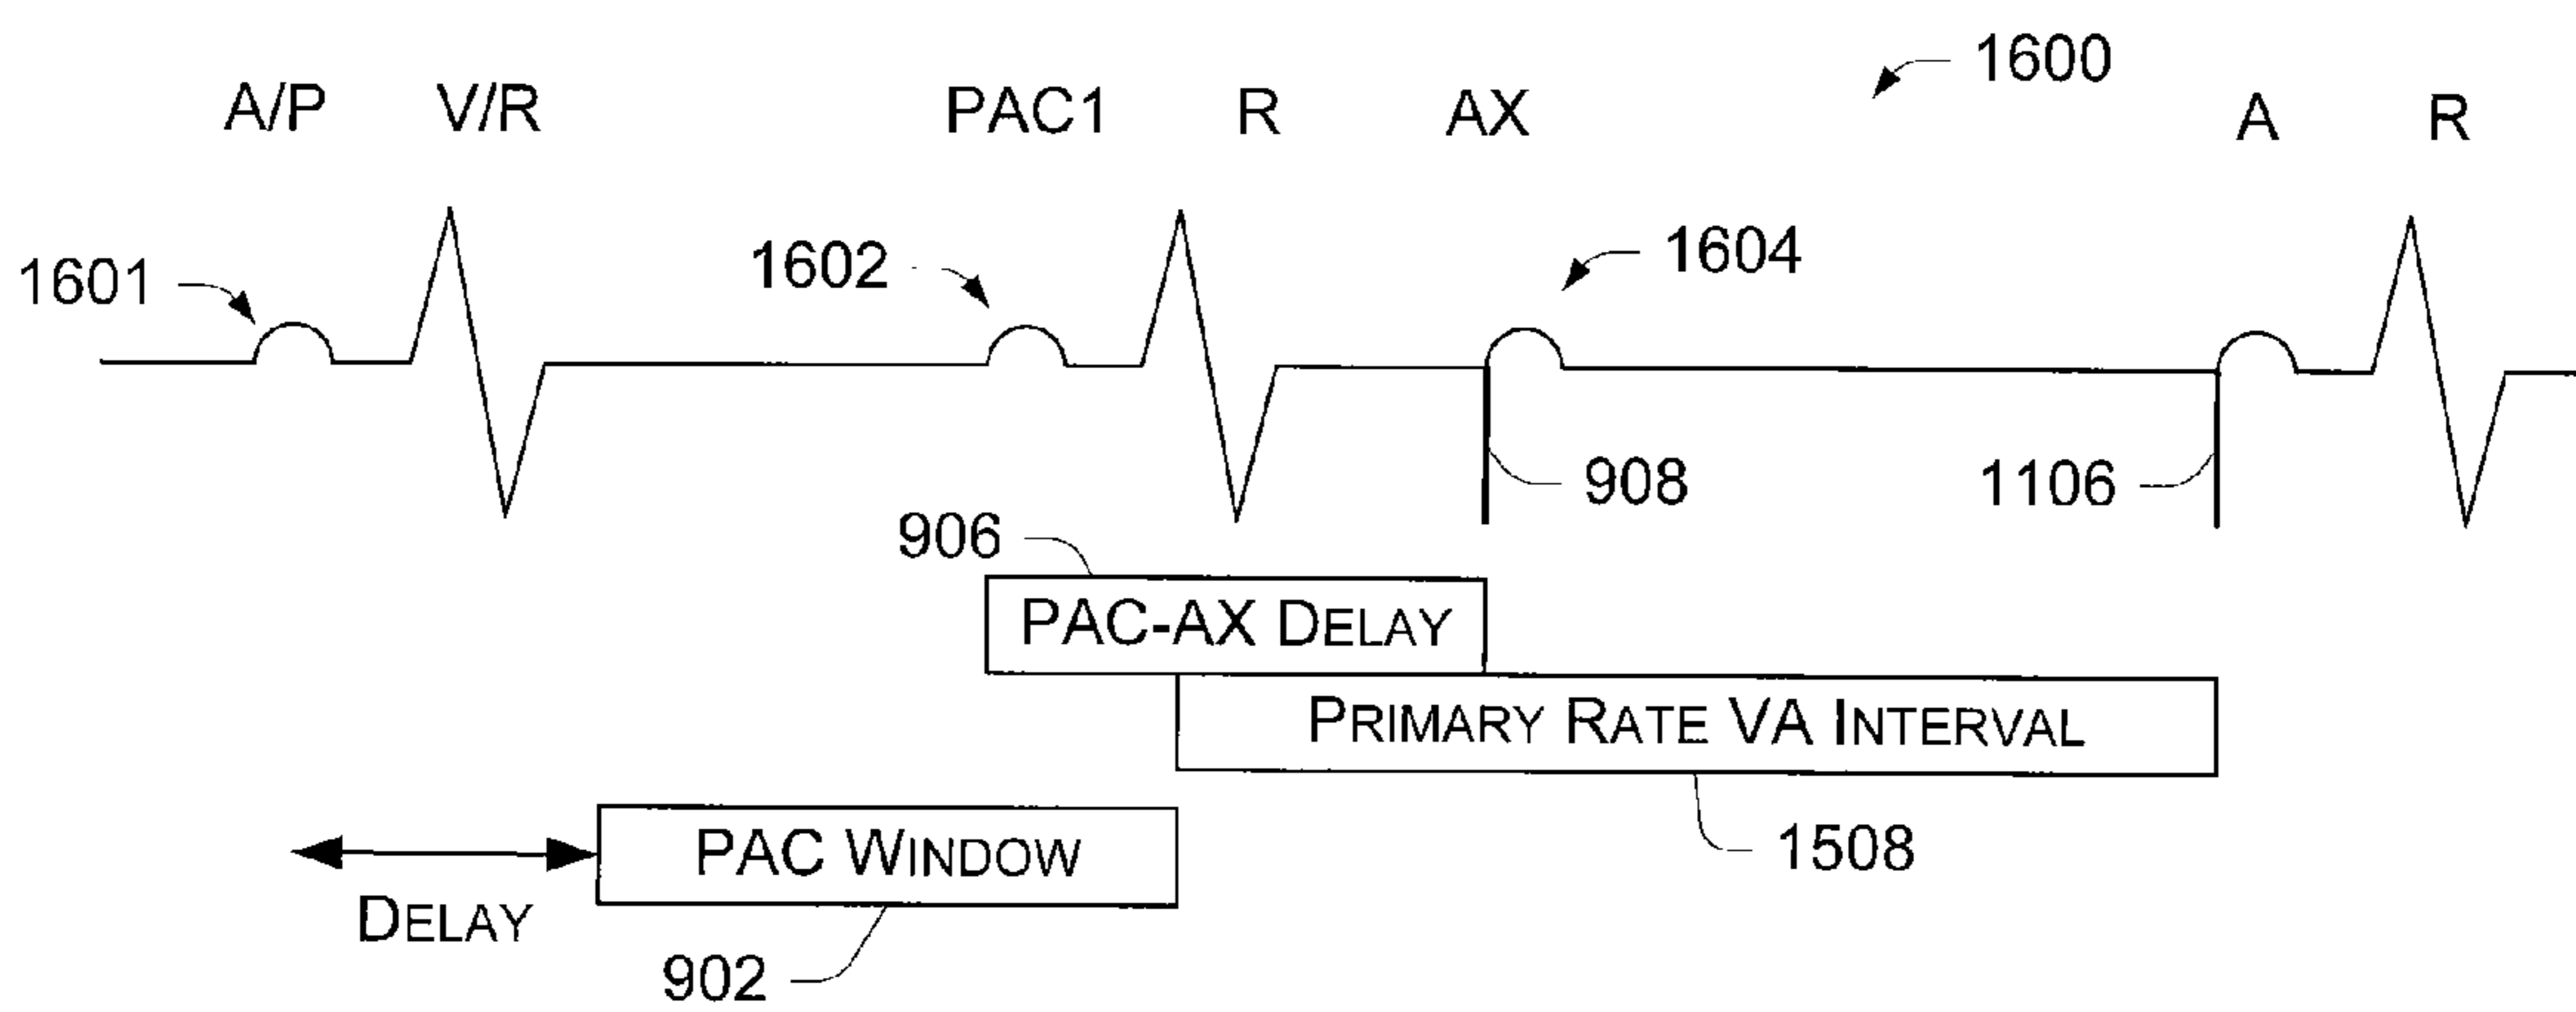 1600
A/P V/R PAC1 R AX A R
1601 1602 1604
908 1106
906
PAC-AX DELAY
PRIMARY RATE VA INTERVAL
PAC WINDOW 1508
DELAY
902